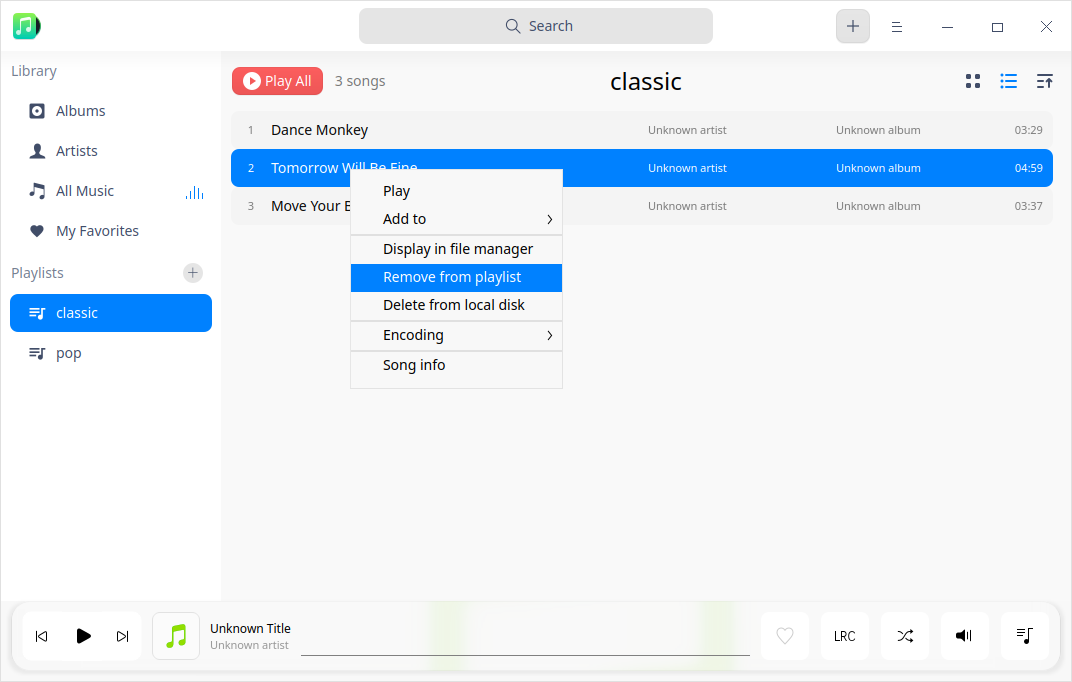 Search
Library
Albums
Artists
All Music
My Favorites
Playlists
classic
pop
Play All
3 songs
classic
1 Dance Monkey Unknown artist Unknown album 03:29
2 Tomorrow Will Be Fine Unknown artist Unknown album 04:59
3 Move Your Unknown artist Unknown album 03:37
Play
Add to
Display in file manager
Remove from playlist
Delete from local disk
Encoding
Song info
Unknown Title
Unknown artist
LRC